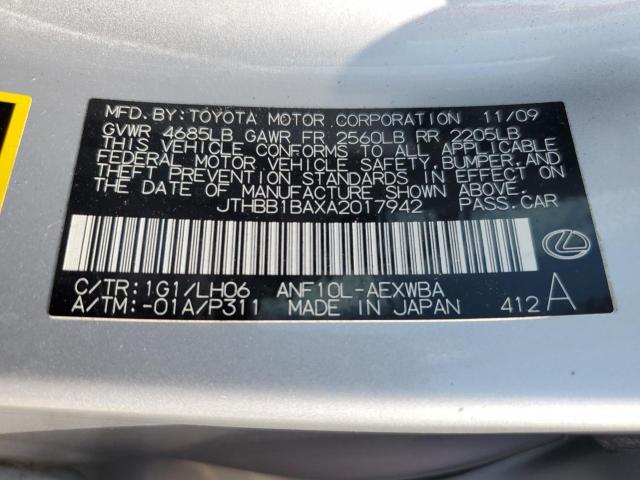 MFD. BY: TOYOTA MOTOR CORPORATION 11/09
GVWR 4685LB GAWR FR 2560LB RR 2205LB
THIS VEHICLE CONFORMS TO ALL APPLICABLE
FEDERAL MOTOR VEHICLE SAFETY, BUMPER, AND
THEFT PREVENTION STANDARDS IN EFFECT ON
THE DATE OF MANUFACTURE SHOWN ABOVE.
JTHBB1BAXA2017942 PASS. CAR
C/TR: 1G1/LH06 ANF10L-AEXWBA
A/TM: -01A/P311 MADE IN JAPAN 412 A